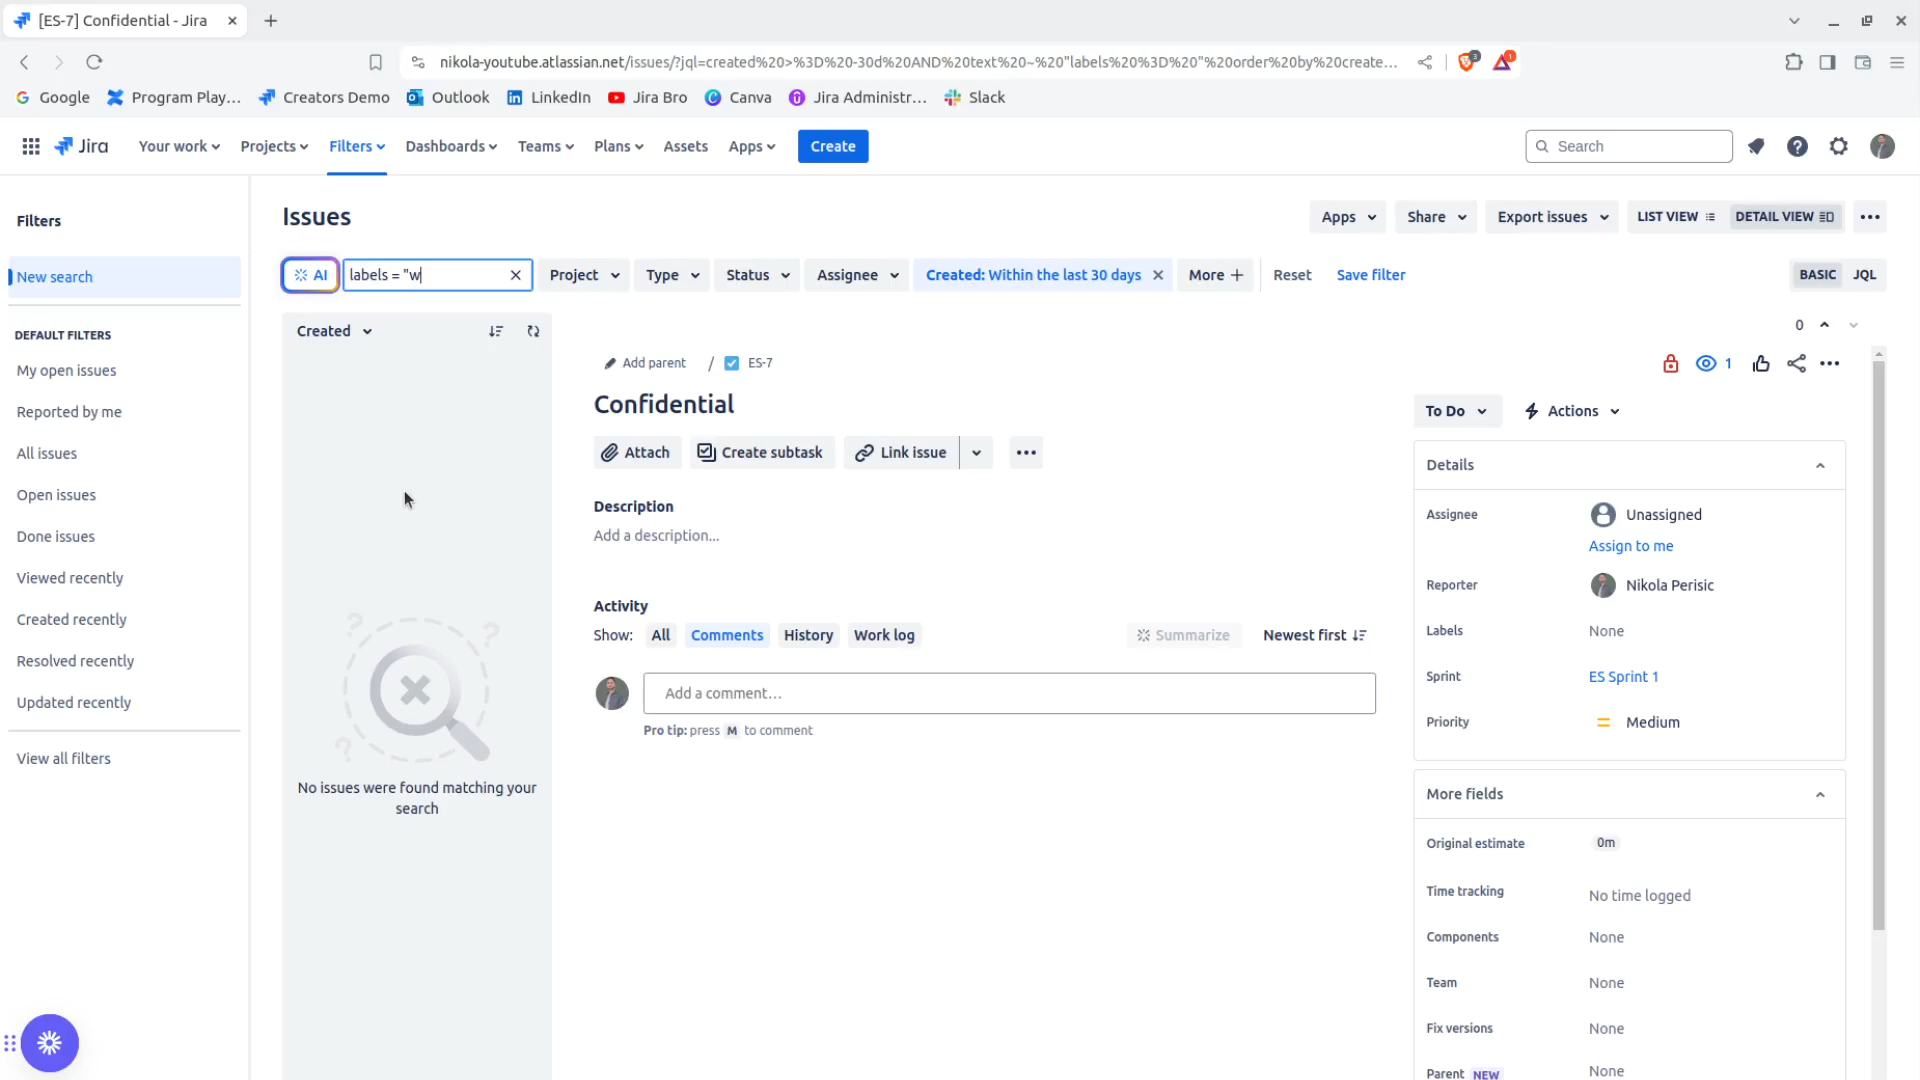 [ES-7] Confidential - Jira
nikola-youtube.atlassian.net/issues/?jql=created%20>%3D%20-30d%20AND%20text%20~%20"labels%20%3D%20"%20order%20by%20create...
3
1
Google Program Play... Creators Demo Outlook LinkedIn Jira Bro Canva Jira Administr... Slack
Jira Your work Projects Filters Dashboards Teams Plans Assets Apps Create Search
Filters
New search
DEFAULT FILTERS
My open issues
Reported by me
All issues
Open issues
Done issues
Viewed recently
Created recently
Resolved recently
Updated recently
View all filters
Issues
Apps Share Export issues LIST VIEW DETAIL VIEW
AI labels = "w Project Type Status Assignee Created: Within the last 30 days More Reset Save filter BASIC JQL
Created
No issues were found matching your
search
0
Add parent / ES-7
1
Confidential
Attach Create subtask Link issue
Description
Add a description...
Activity
Show: All Comments History Work log Summarize Newest first
Add a comment...
Pro tip: press M to comment
To Do Actions
Details
Assignee Unassigned
Assign to me
Reporter Nikola Perisic
Labels None
Sprint ES Sprint 1
Priority Medium
More fields
Original estimate 0m
Time tracking No time logged
Components None
Team None
Fix versions None
Parent NEW None